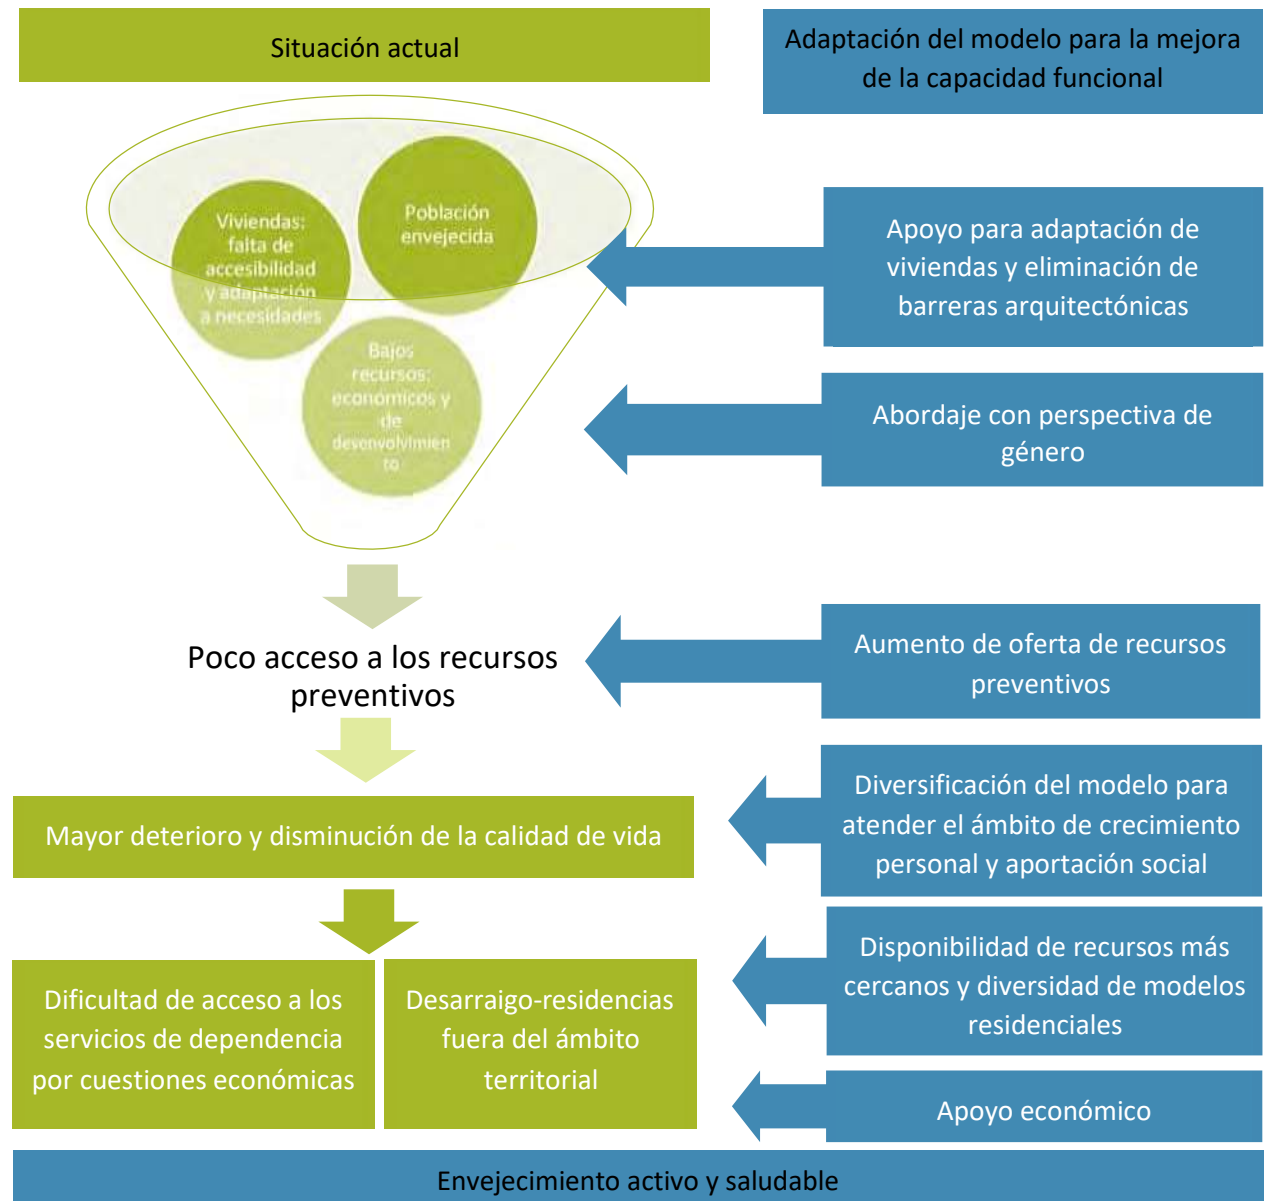 Situación actual
Adaptación del modelo para la mejora
de la capacidad funcional
Viviendas:
falta de
accesibilidad
y adaptación
a necesidades
Población
envejecida
Bajos
recursos:
económicos y
de
desenvolvimien
to
Apoyo para adaptación de
viviendas y eliminación de
barreras arquitectónicas
Abordaje con perspectiva de
género
Poco acceso a los recursos
preventivos
Aumento de oferta de recursos
preventivos
Mayor deterioro y disminución de la calidad de vida
Diversificación del modelo para
atender el ámbito de crecimiento
personal y aportación social
Dificultad de acceso a los
servicios de dependencia
por cuestiones económicas
Desarraigo-residencias
fuera del ámbito
territorial
Disponibilidad de recursos más
cercanos y diversidad de modelos
residenciales
Apoyo económico
Envejecimiento activo y saludable